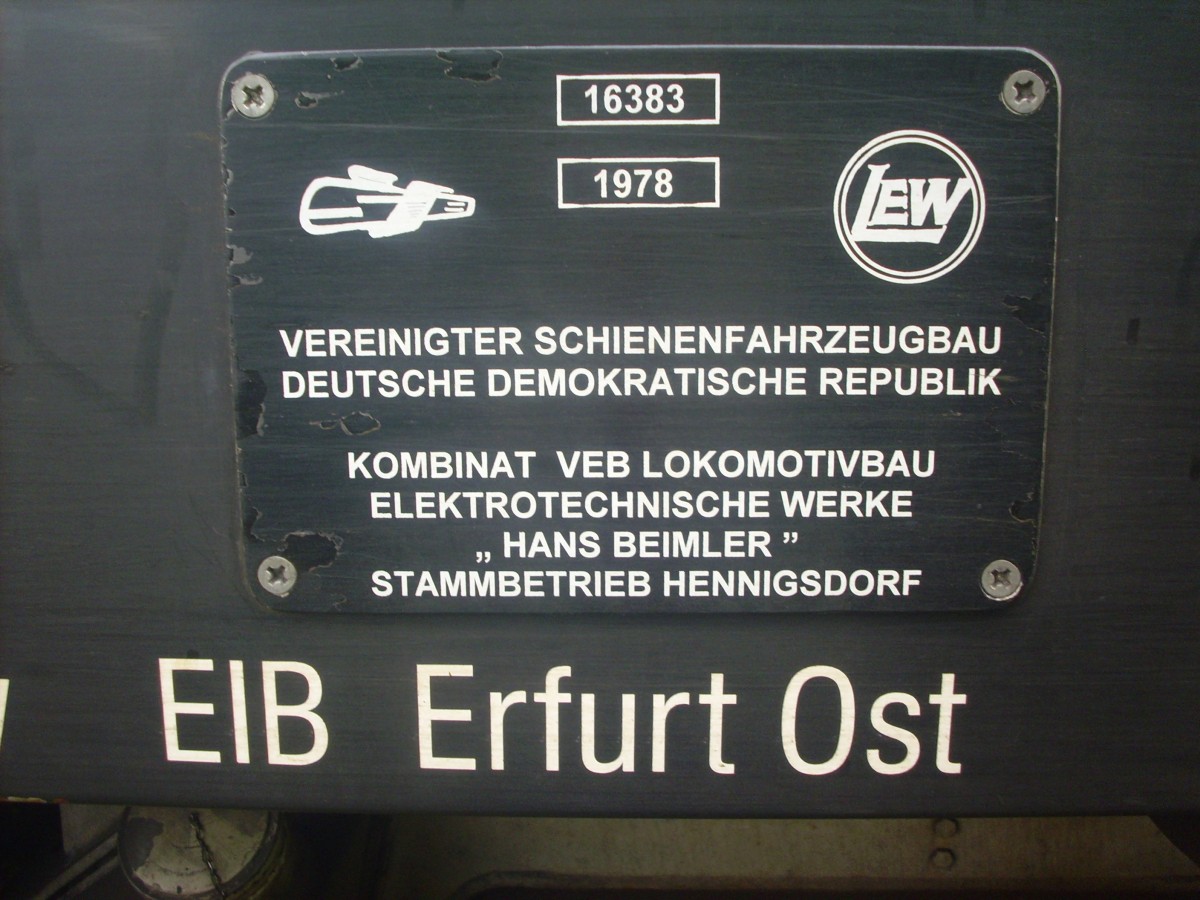 16383
1978
LEW
VEREINIGTER SCHIENENFAHRZEUGBAU
DEUTSCHE DEMOKRATISCHE REPUBLIK
KOMBINAT VEB LOKOMOTIVBAU
ELEKTROTECHNISCHE WERKE
„ HANS BEIMLER ”
STAMMBETRIEB HENNIGSDORF
EIB Erfurt Ost